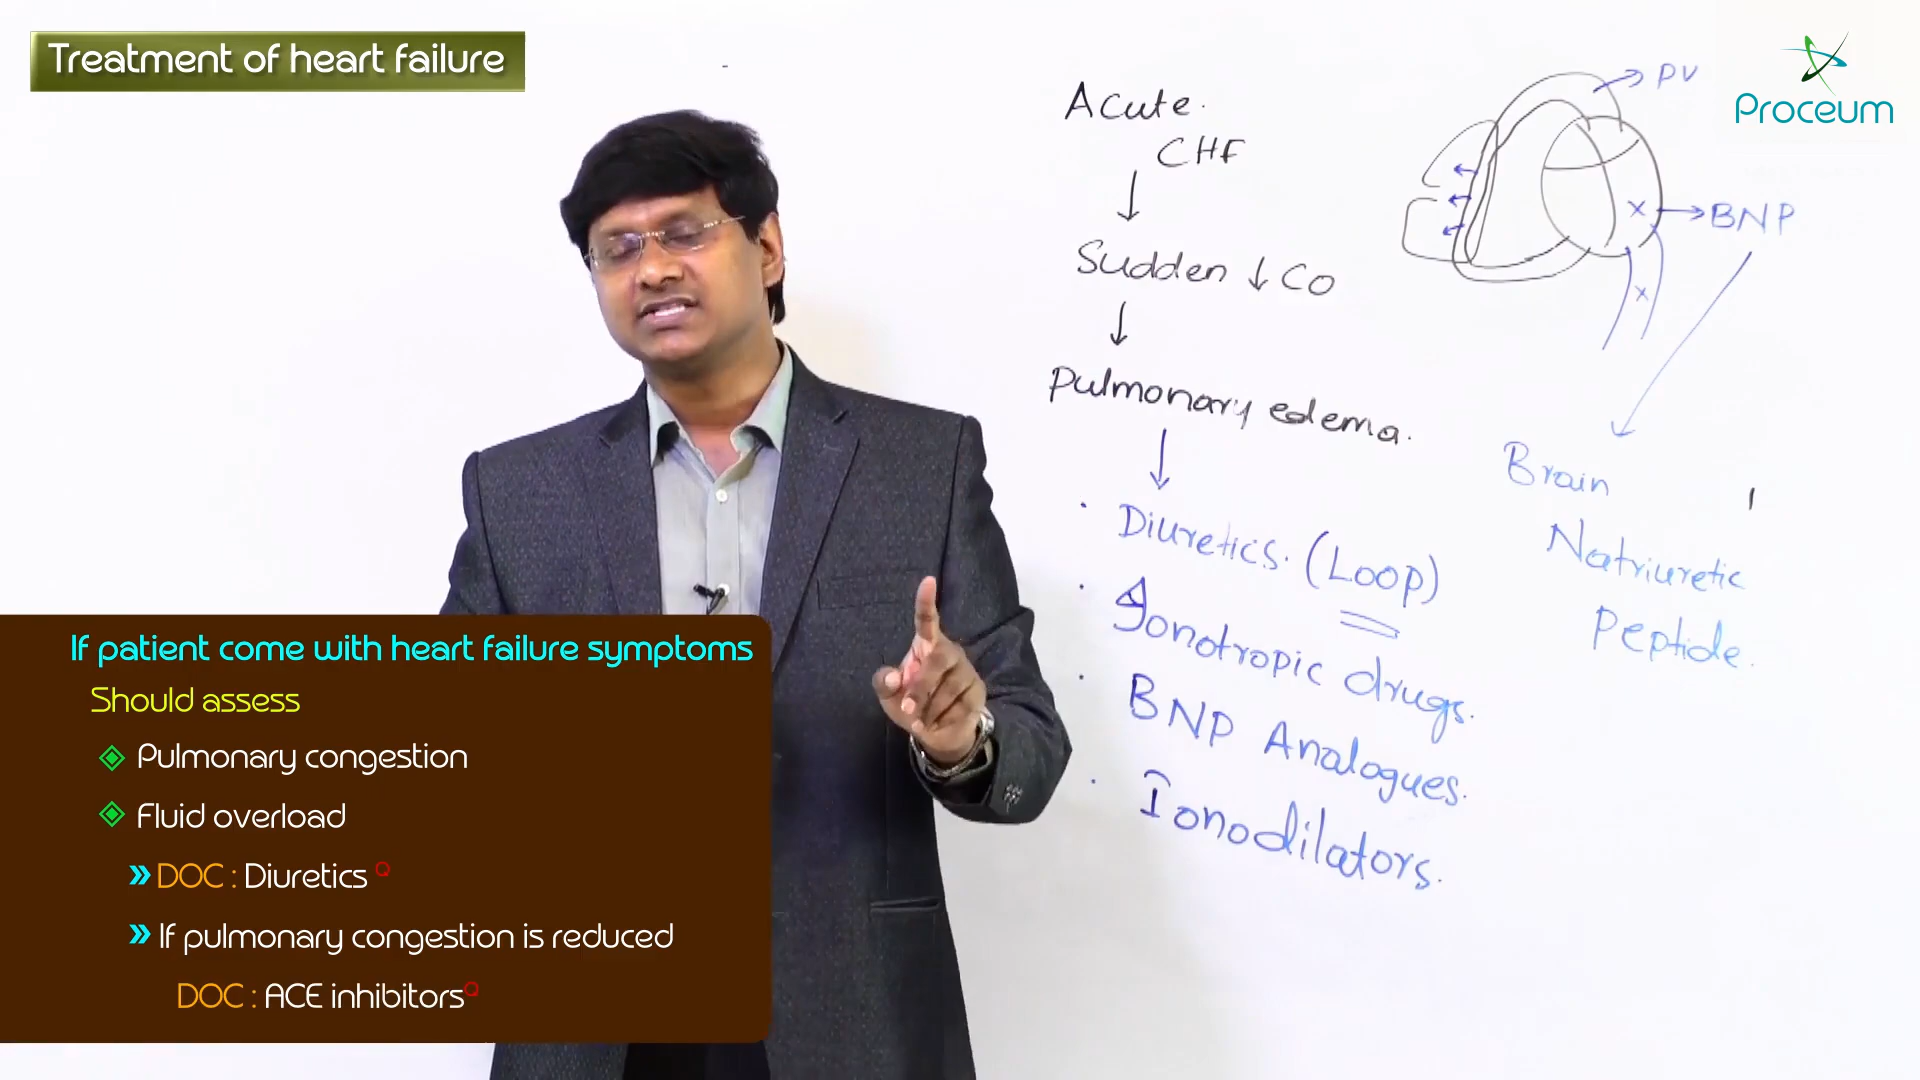 Treatment of heart failure
Proceum
Acute.
CHF
↓
Sudden ↓ CO
↓
Pulmonary edema.
↓
• Diuretics. (Loop)
• Ionotropic drugs.
• BNP Analogues.
• Ionodilators.
→ PV
x → BNP
x
Brain
Natriuretic
Peptide.
If patient come with heart failure symptoms
Should assess
Pulmonary congestion
Fluid overload
» DOC : Diuretics Q
» If pulmonary congestion is reduced
DOC : ACE inhibitors Q